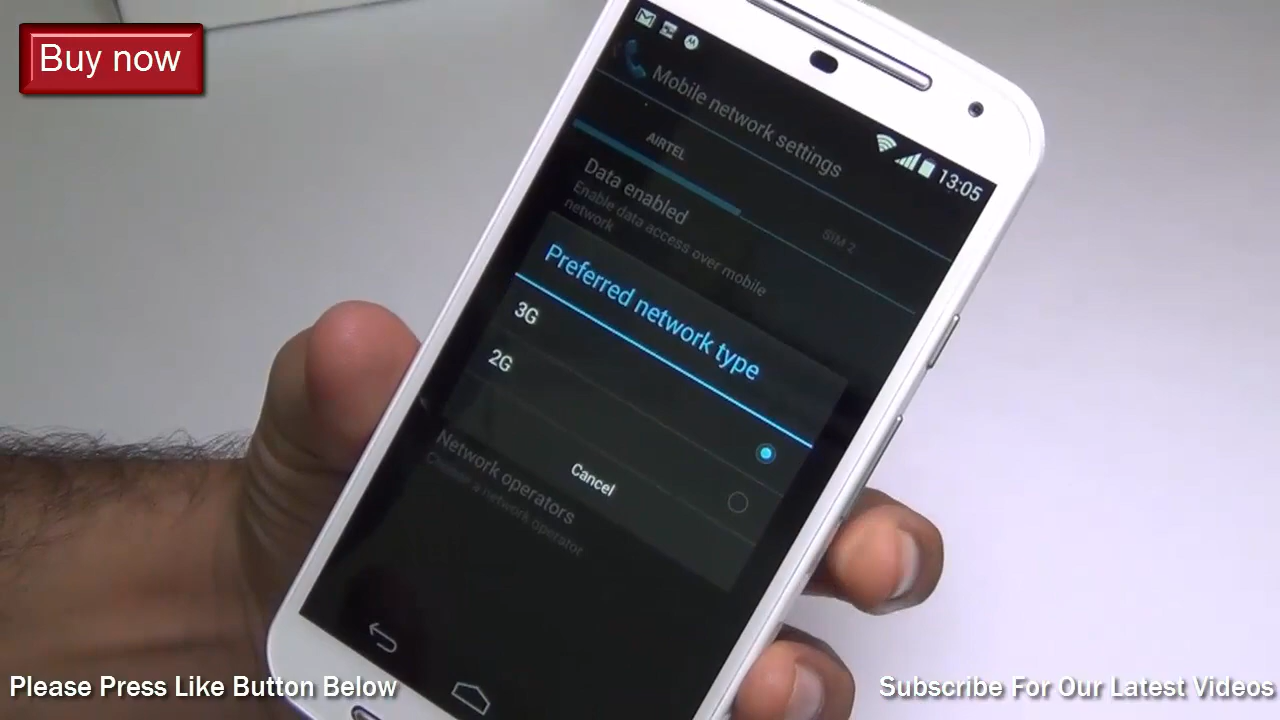 Buy now
Mobile network settings
13:05
AIRTEL
SIM 2
Data enabled
Enable data access over mobile
network
Preferred network type
3G
2G
Cancel
Network operators
Choose a network operator
Please Press Like Button Below
Subscribe For Our Latest Videos